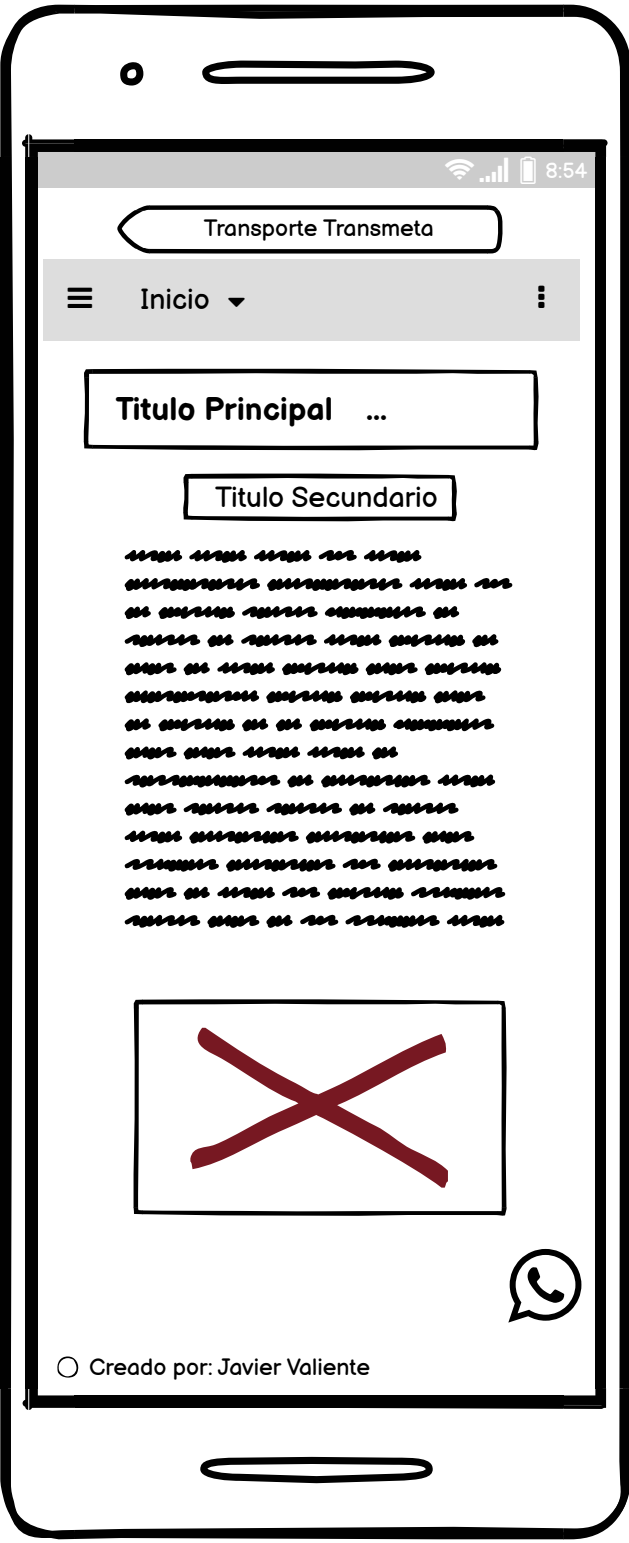 8:54
Transporte Transmeta
Inicio
Titulo Principal ...
Titulo Secundario
Creado por: Javier Valiente